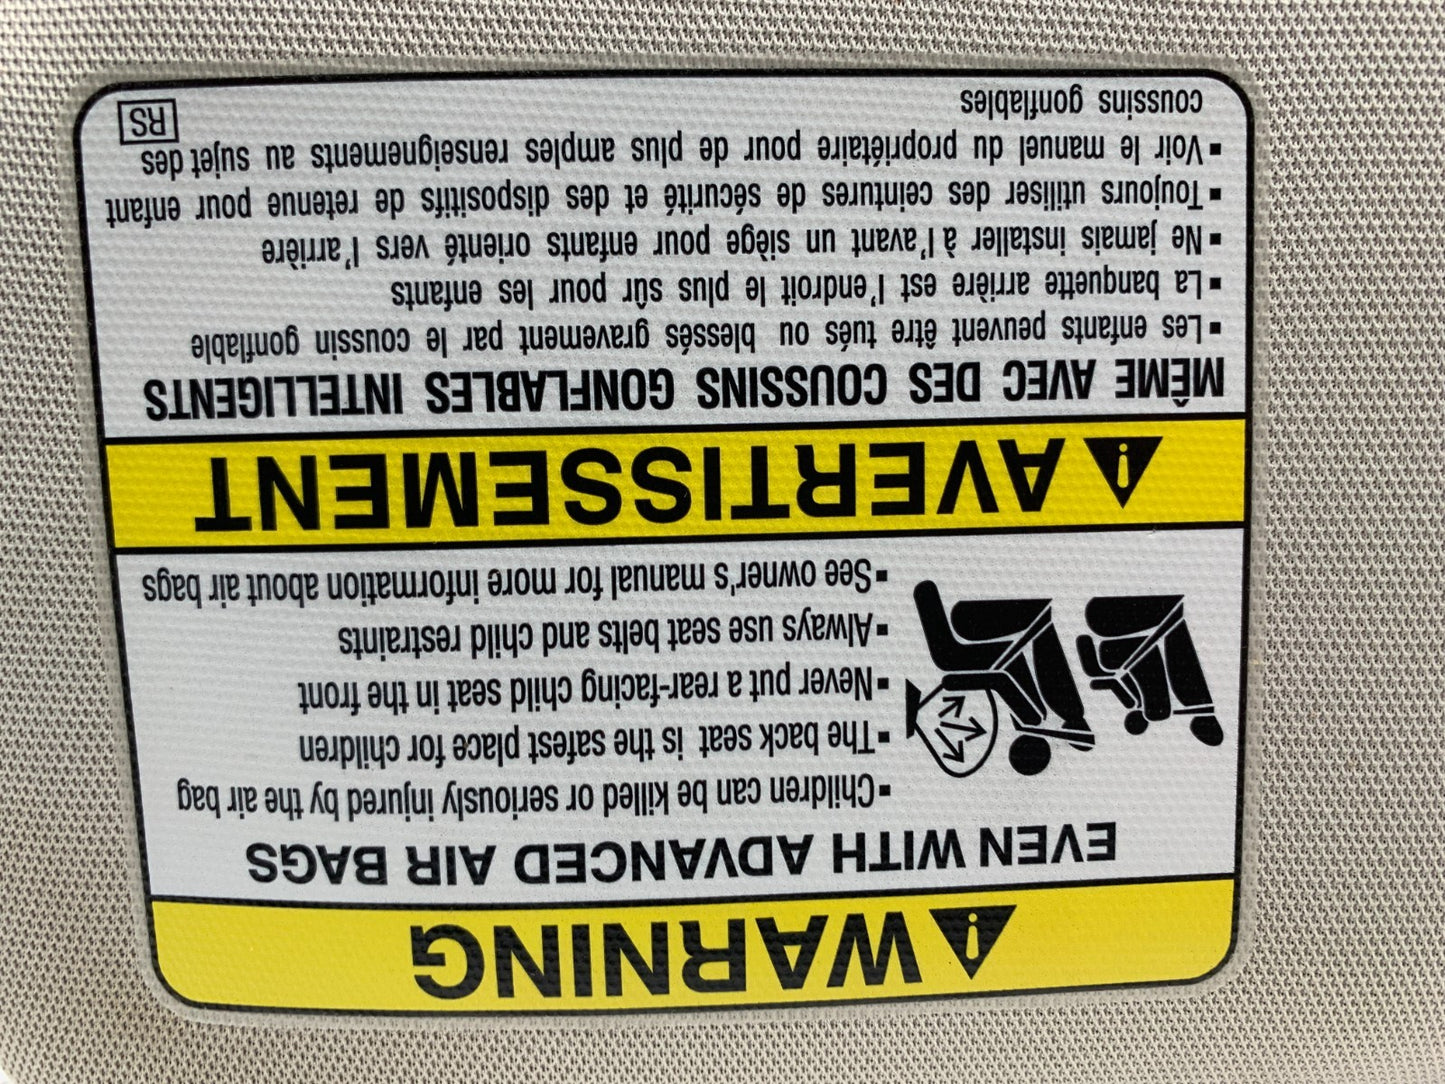 WARNING
EVEN WITH ADVANCED AIR BAGS
▪Children can be killed or seriously injured by the air bag
▪The back seat is the safest place for children
▪Never put a rear-facing child seat in the front
▪Always use seat belts and child restraints
▪See owner's manual for more information about air bags
AVERTISSEMENT
MÊME AVEC DES COUSSINS GONFLABLES INTELLIGENTS
▪Les enfants peuvent être tués ou blessés gravement par le coussin gonflable
▪La banquette arrière est l'endroit le plus sûr pour les enfants
▪Ne jamais installer à l'avant un siège pour enfants orienté vers l'arrière
▪Toujours utiliser des ceintures de sécurité et des dispositifs de retenue pour enfant
▪Voir le manuel du propriétaire pour de plus amples renseignements au sujet des
coussins gonflables
RS